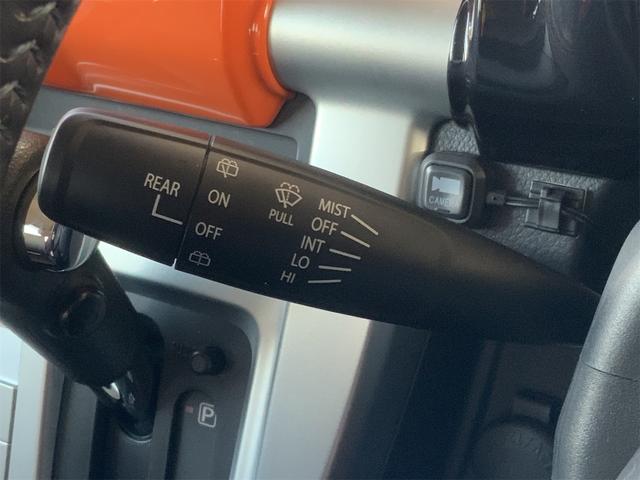 REAR
ON
OFF
PULL
MIST
OFF
INT
LO
HI
CAMERA
P